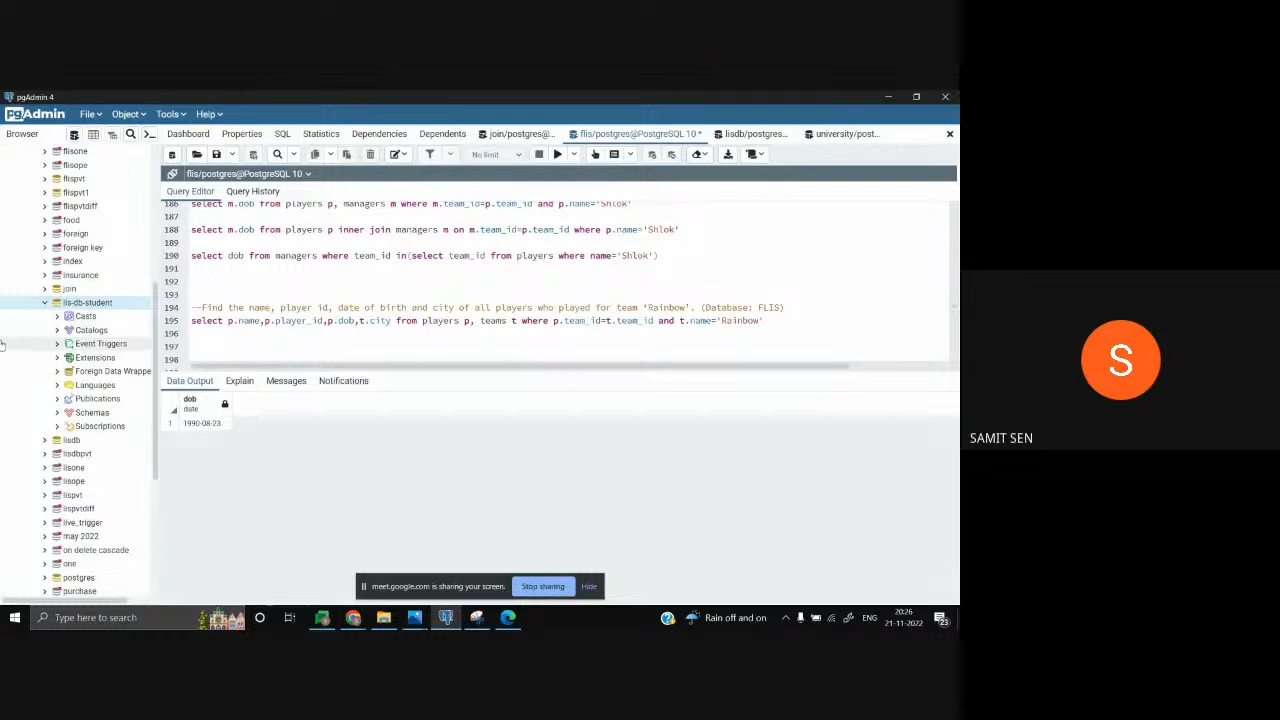 pgAdmin 4
pgAdmin File Object Tools Help
Browser Dashboard Properties SQL Statistics Dependencies Dependents join/postgres@... flis/postgres@PostgreSQL 10 * lisdb/postgres... university/post...
No limit
flis/postgres@PostgreSQL 10
Query Editor Query History
186 select m.dob from players p, managers m where m.team_id=p.team_id and p.name='Shlok'
187
188 select m.dob from players p inner join managers m on m.team_id=p.team_id where p.name='Shlok'
189
190 select dob from managers where team_id in(select team_id from players where name='Shlok')
191
192
193
194 --Find the name, player id, date of birth and city of all players who played for team ‘Rainbow’. (Database: FLIS)
195 select p.name,p.player_id,p.dob,t.city from players p, teams t where p.team_id=t.team_id and t.name='Rainbow'
196
197
198
flisone
flisope
flispvt
flispvt1
flispvtdiff
food
foreign
foreign key
index
insurance
join
lis-db-student
Casts
Catalogs
Event Triggers
Extensions
Foreign Data Wrappe
Languages
Publications
Schemas
Subscriptions
lisdb
lisdbpvt
lisone
lisope
lispvt
lispvtdiff
live_trigger
may 2022
on delete cascade
one
postgres
purchase
Data Output Explain Messages Notifications
dob
date
1 1990-08-23
meet.google.com is sharing your screen. Stop sharing Hide
Type here to search
Rain off and on
ENG
20:26
21-11-2022
23
S
SAMIT SEN